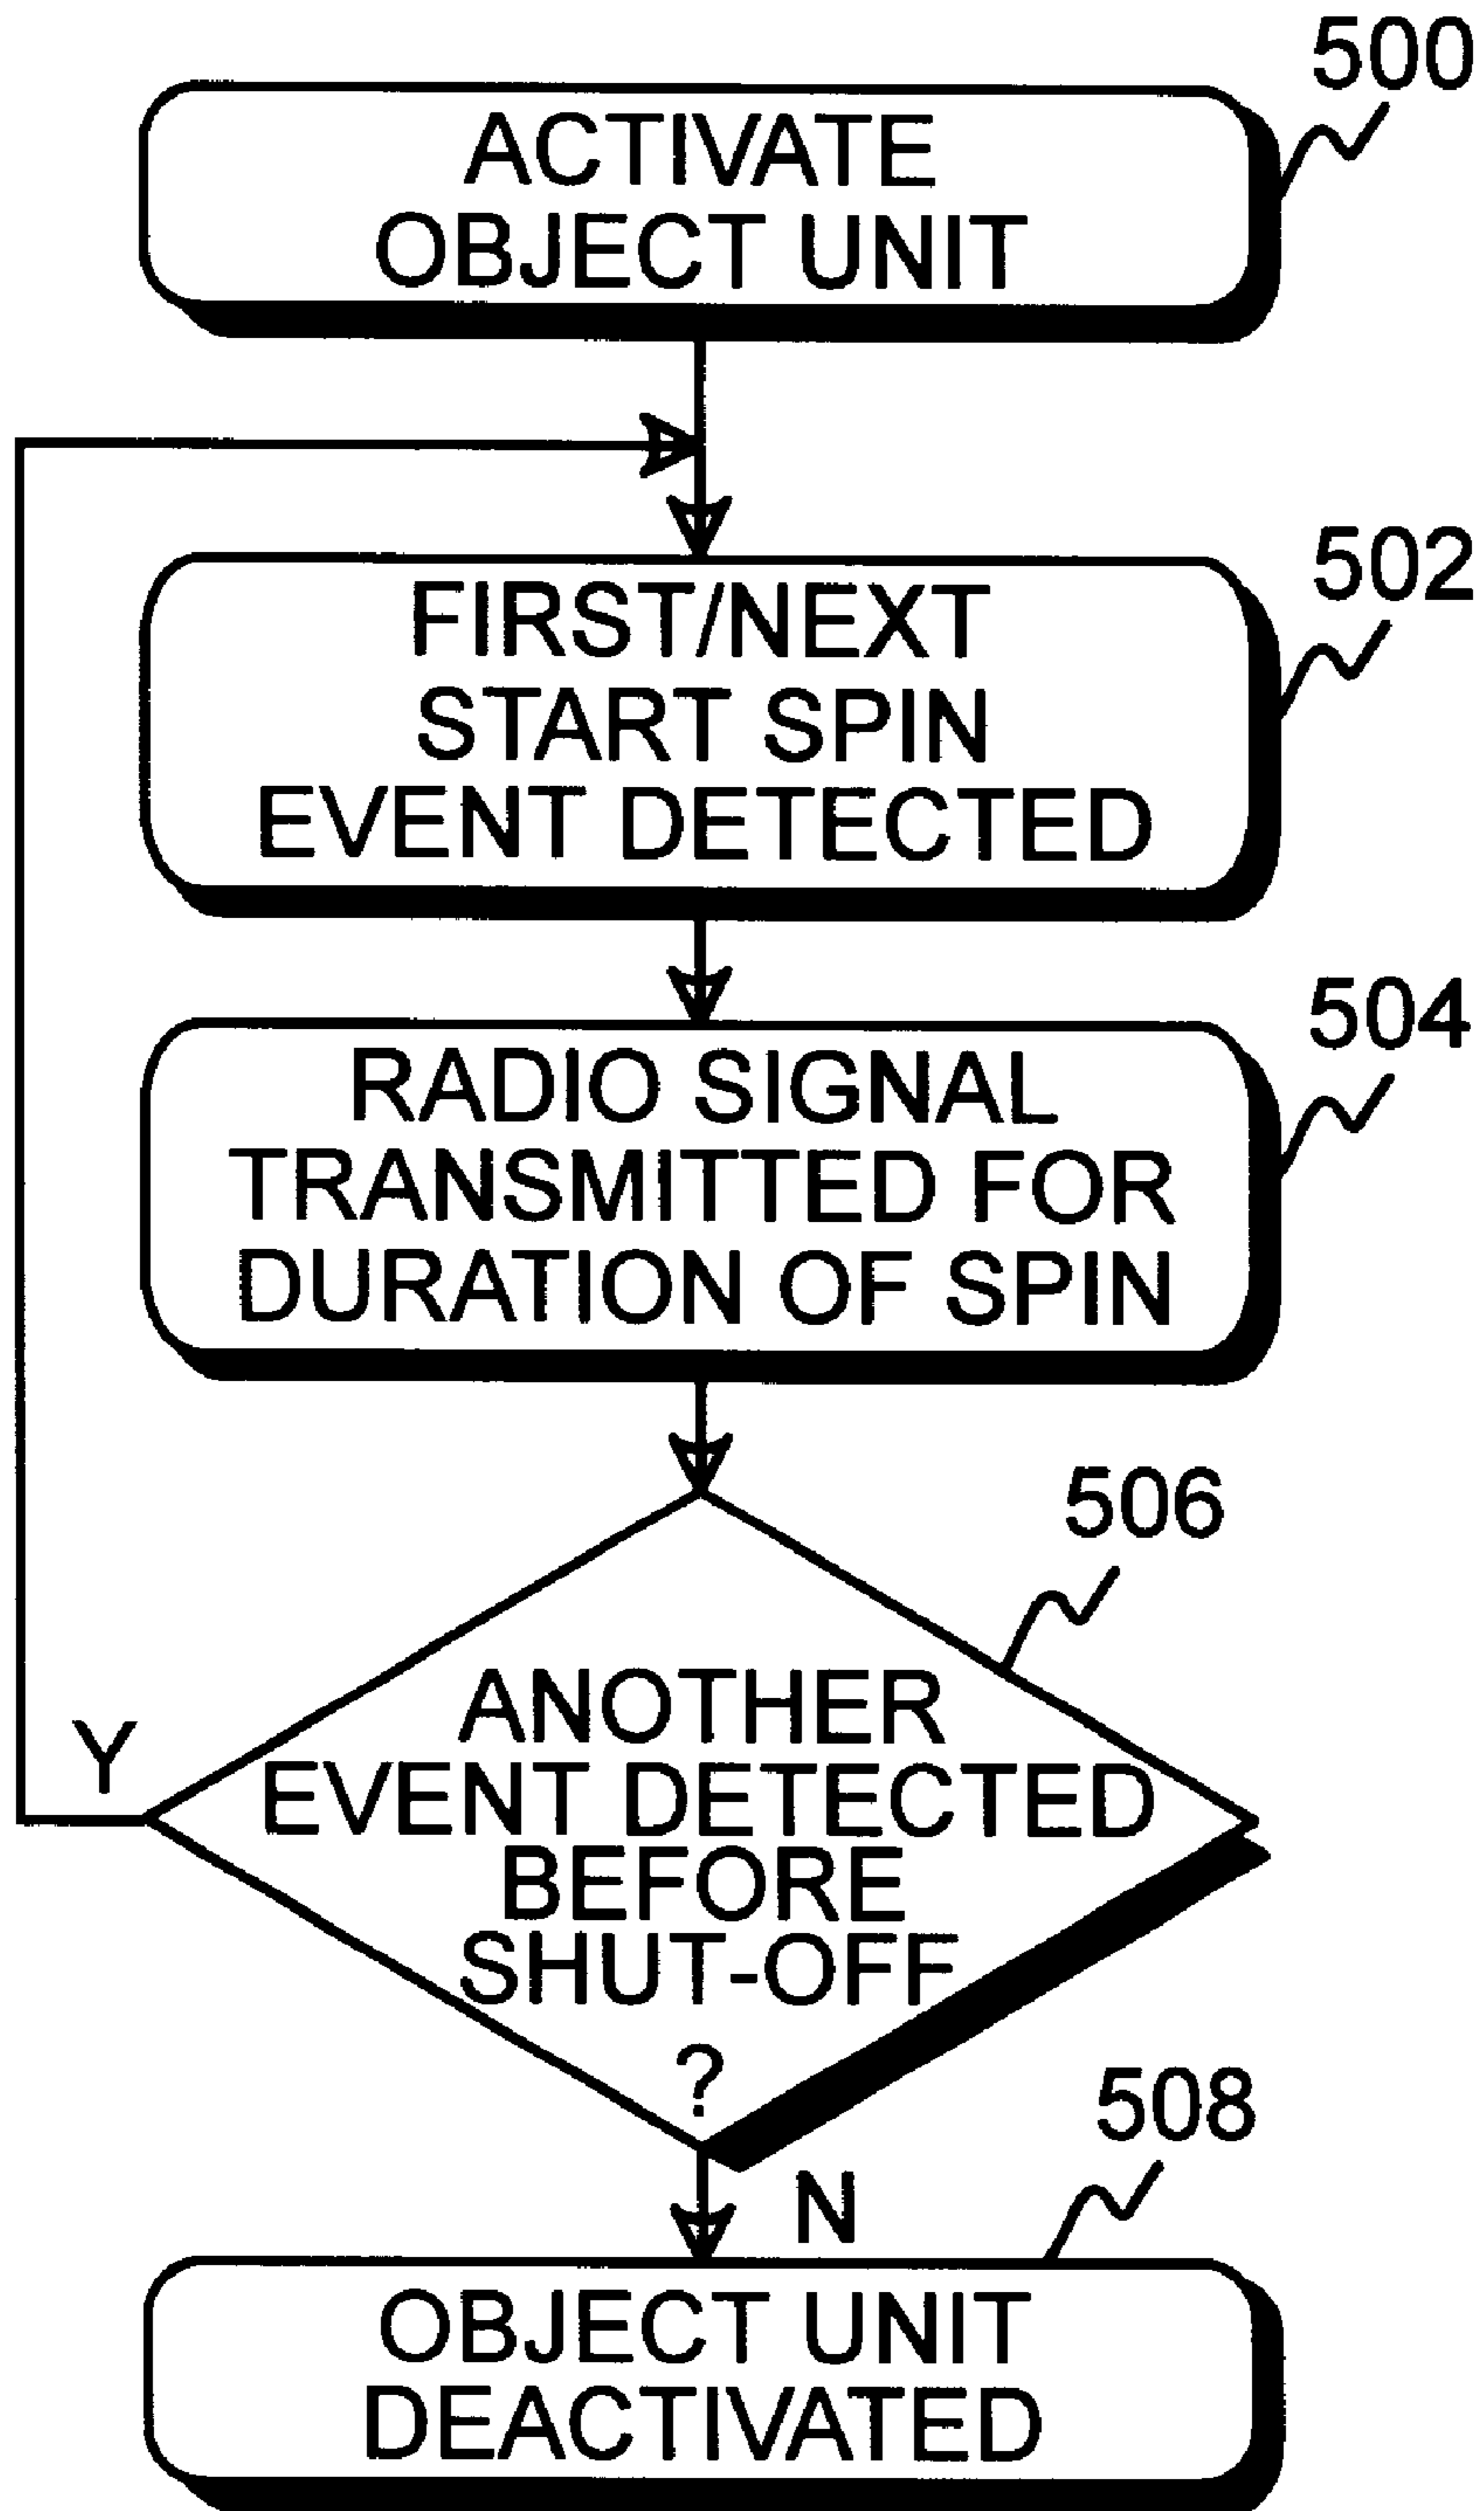 500
ACTIVATE
OBJECT UNIT
502
FIRST/NEXT
START SPIN
EVENT DETECTED
504
RADIO SIGNAL
TRANSMITTED FOR
DURATION OF SPIN
506
ANOTHER
EVENT DETECTED
BEFORE
SHUT-OFF
?
Y
N
508
OBJECT UNIT
DEACTIVATED